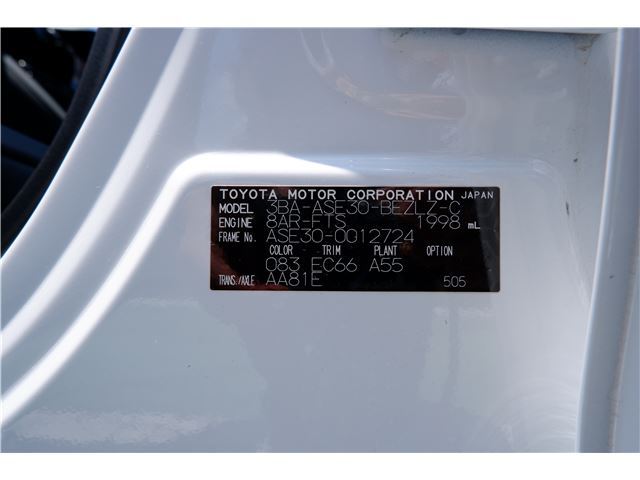 TOYOTA MOTOR CORPORATION JAPAN
MODEL 3BA-ASE30-BEZLZ-C
ENGINE 8AR-FTS 1998 mL
FRAME No. ASE30-0012724
COLOR TRIM PLANT OPTION
083 EC66 A55
TRANS./AXLE AA81E 505